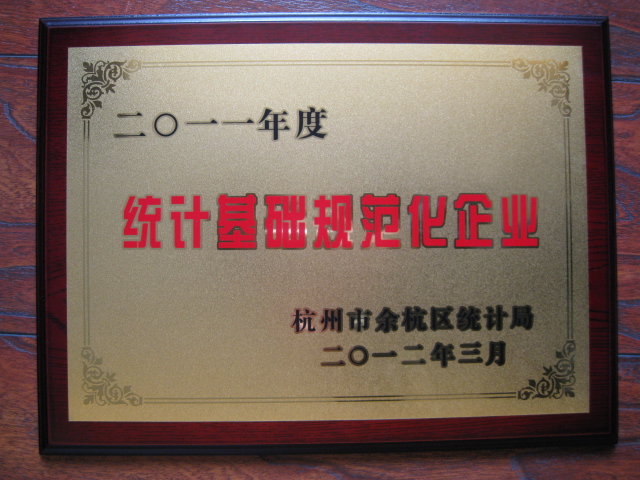 二〇一一年度
统计基础规范化企业
杭州市余杭区统计局
二〇一二年三月